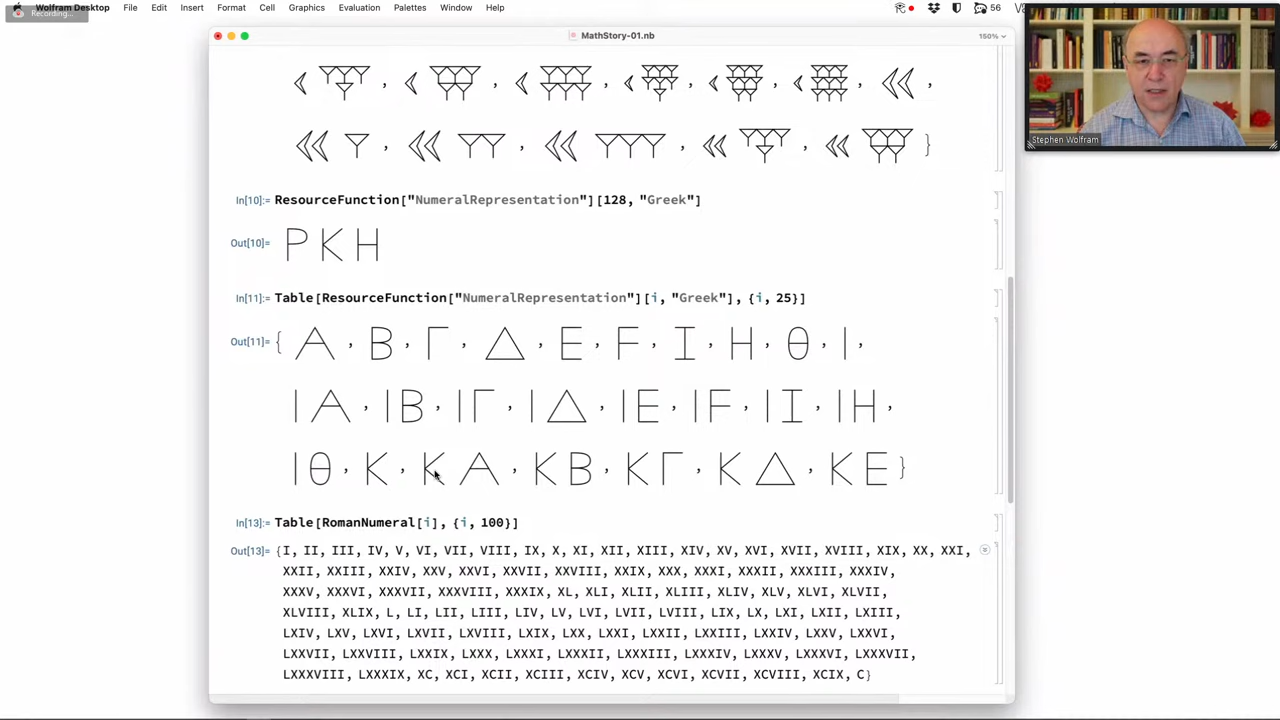 Wolfram Desktop File Edit Insert Format Cell Graphics Evaluation Palettes Window Help 56
Recording...
MathStory-01.nb 150%
Stephen Wolfram
In[10]:= ResourceFunction["NumeralRepresentation"][128, "Greek"]
Out[10]= Ρ Κ Η
In[11]:= Table[ResourceFunction["NumeralRepresentation"][i, "Greek"], {i, 25}]
Out[11]= {Α, Β, Γ, Δ, Ε, F, Ι, Η, θ, Ι,
ΙΑ, ΙΒ, ΙΓ, ΙΔ, ΙΕ, ΙF, ΙΙ, ΙΗ,
Ιθ, Κ, ΚΑ, ΚΒ, ΚΓ, ΚΔ, ΚΕ}
In[13]:= Table[RomanNumeral[i], {i, 100}]
Out[13]= {I, II, III, IV, V, VI, VII, VIII, IX, X, XI, XII, XIII, XIV, XV, XVI, XVII, XVIII, XIX, XX, XXI,
XXII, XXIII, XXIV, XXV, XXVI, XXVII, XXVIII, XXIX, XXX, XXXI, XXXII, XXXIII, XXXIV,
XXXV, XXXVI, XXXVII, XXXVIII, XXXIX, XL, XLI, XLII, XLIII, XLIV, XLV, XLVI, XLVII,
XLVIII, XLIX, L, LI, LII, LIII, LIV, LV, LVI, LVII, LVIII, LIX, LX, LXI, LXII, LXIII,
LXIV, LXV, LXVI, LXVII, LXVIII, LXIX, LXX, LXXI, LXXII, LXXIII, LXXIV, LXXV, LXXVI,
LXXVII, LXXVIII, LXXIX, LXXX, LXXXI, LXXXII, LXXXIII, LXXXIV, LXXXV, LXXXVI, LXXXVII,
LXXXVIII, LXXXIX, XC, XCI, XCII, XCIII, XCIV, XCV, XCVI, XCVII, XCVIII, XCIX, C}